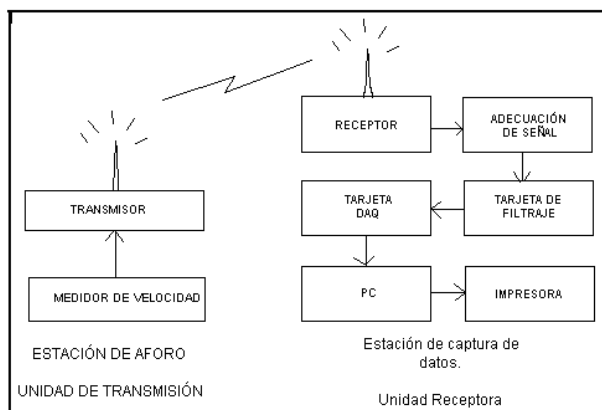 TRANSMISOR
MEDIDOR DE VELOCIDAD
ESTACIÓN DE AFORO
UNIDAD DE TRANSMISIÓN
RECEPTOR
ADECUACIÓN
DE SEÑAL
TARJETA
DAQ
TARJETA DE
FILTRAJE
PC
IMPRESORA
Estación de captura de
datos.
Unidad Receptora